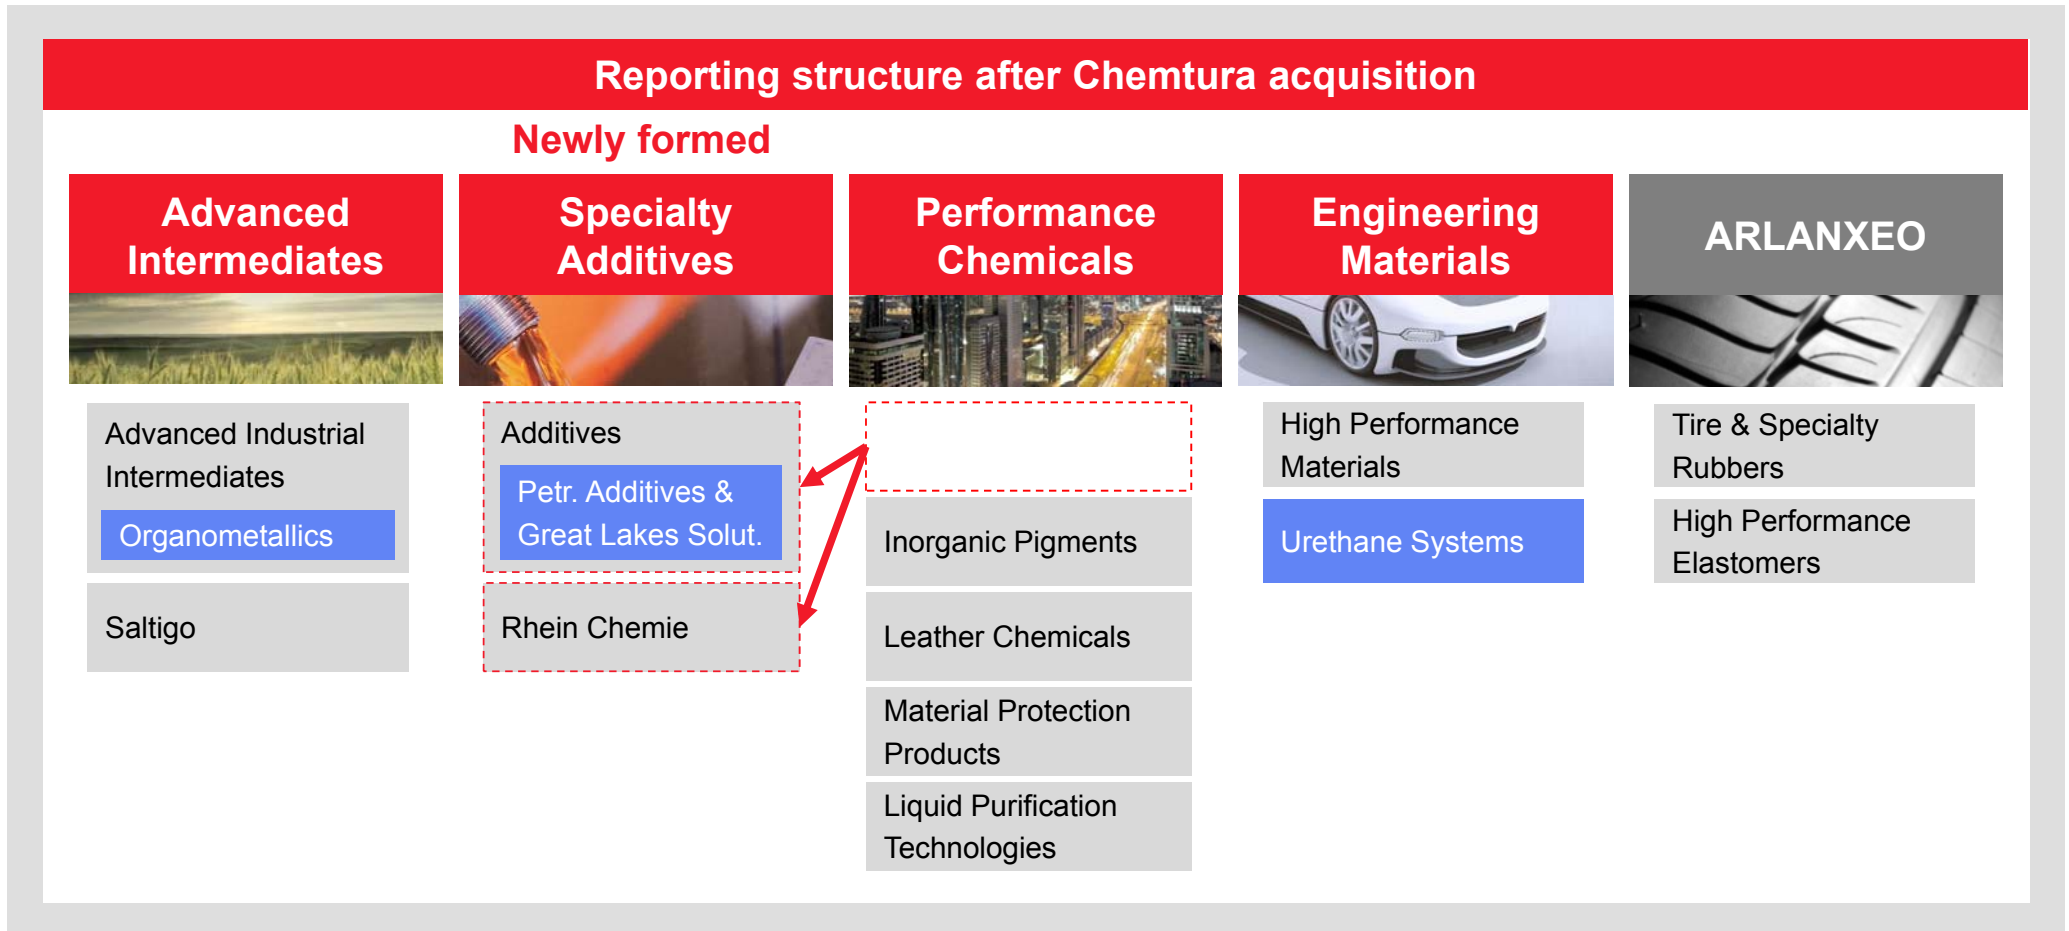 Reporting structure after Chemtura acquisition
Newly formed
Advanced
Intermediates
Specialty
Additives
Performance
Chemicals
Engineering
Materials
ARLANXEO
Advanced Industrial
Intermediates
Organometallics
Saltigo
Additives
Petr. Additives &
Great Lakes Solut.
Rhein Chemie
Inorganic Pigments
Leather Chemicals
Material Protection
Products
Liquid Purification
Technologies
High Performance
Materials
Urethane Systems
Tire & Specialty
Rubbers
High Performance
Elastomers